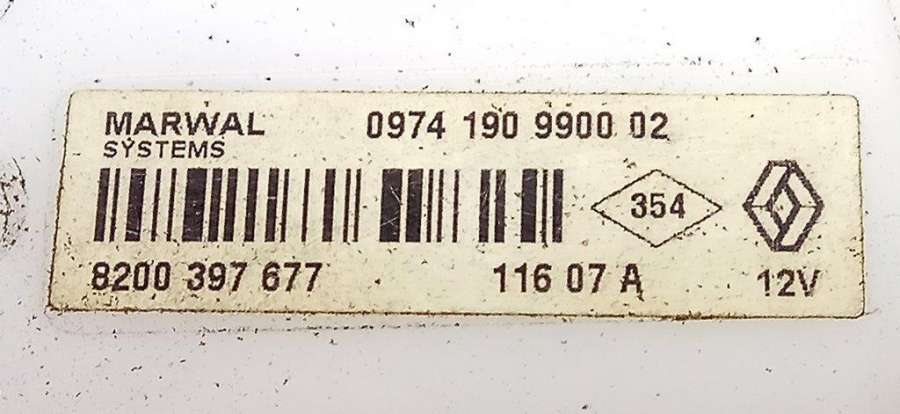 MARWAL 0974 190 9900 02
SYSTEMS
354
8200 397 677 116 07 A 12V